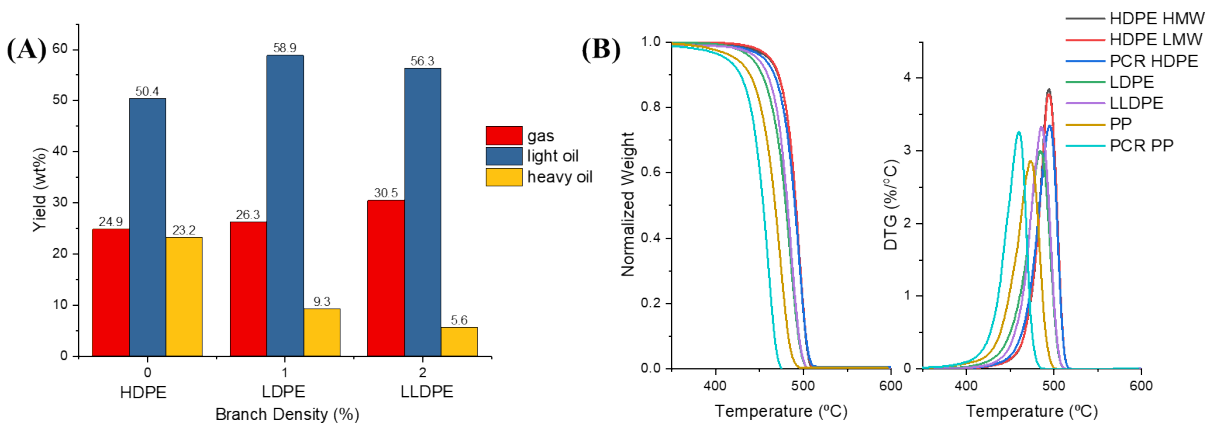 (A)
Yield (wt%)
60
50
40
30
20
10
0
24.9
50.4
23.2
26.3
58.9
9.3
30.5
56.3
5.6
gas
light oil
heavy oil
0
1
2
HDPE
LDPE
LLDPE
Branch Density (%)
(B)
Normalized Weight
1.0
0.8
0.6
0.4
0.2
0.0
400
500
600
Temperature (ºC)
DTG (%/ºC)
4
3
2
1
0
400
500
600
Temperature (ºC)
HDPE HMW
HDPE LMW
PCR HDPE
LDPE
LLDPE
PP
PCR PP